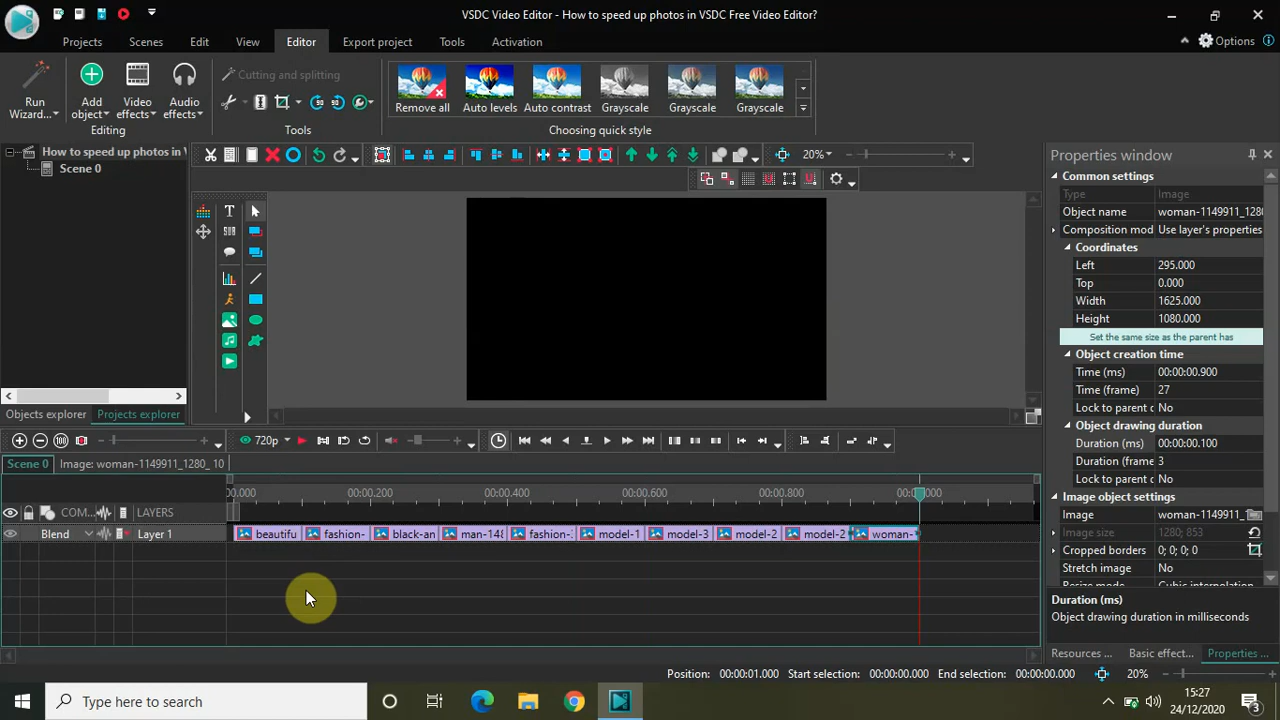 VSDC Video Editor - How to speed up photos in VSDC Free Video Editor?
Projects Scenes Edit View Editor Export project Tools Activation
Options
Run Wizard...
Add object
Video effects
Audio effects
Editing
Cutting and splitting
Tools
Remove all Auto levels Auto contrast Grayscale Grayscale Grayscale
Choosing quick style
How to speed up photos in V
Scene 0
20%
Objects explorer Projects explorer
Properties window
Common settings
Type Image
Object name woman-1149911_1280
Composition mod Use layer's properties
Coordinates
Left 295.000
Top 0.000
Width 1625.000
Height 1080.000
Set the same size as the parent has
Object creation time
Time (ms) 00:00:00.900
Time (frame) 27
Lock to parent c No
Object drawing duration
Duration (ms) 00:00:00.100
Duration (frame 3
Lock to parent c No
Image object settings
Image woman-1149911_1280
Image size 1280; 853
Cropped borders 0; 0; 0; 0
Stretch image No
Resize mode Cubic interpolation
Duration (ms)
Object drawing duration in milliseconds
Resources ... Basic effect... Properties ...
720p
Scene 0 Image: woman-1149911_1280_ 10
00.000 00:00.200 00:00.400 00:00.600 00:00.800 00:0 .000
COM... LAYERS
Blend Layer 1
beautifu fashion- black-an man-148 fashion-: model-1 model-3 model-2 model-2 woman-
Position: 00:00:01.000 Start selection: 00:00:00.000 End selection: 00:00:00.000 20%
Type here to search
15:27
24/12/2020
3